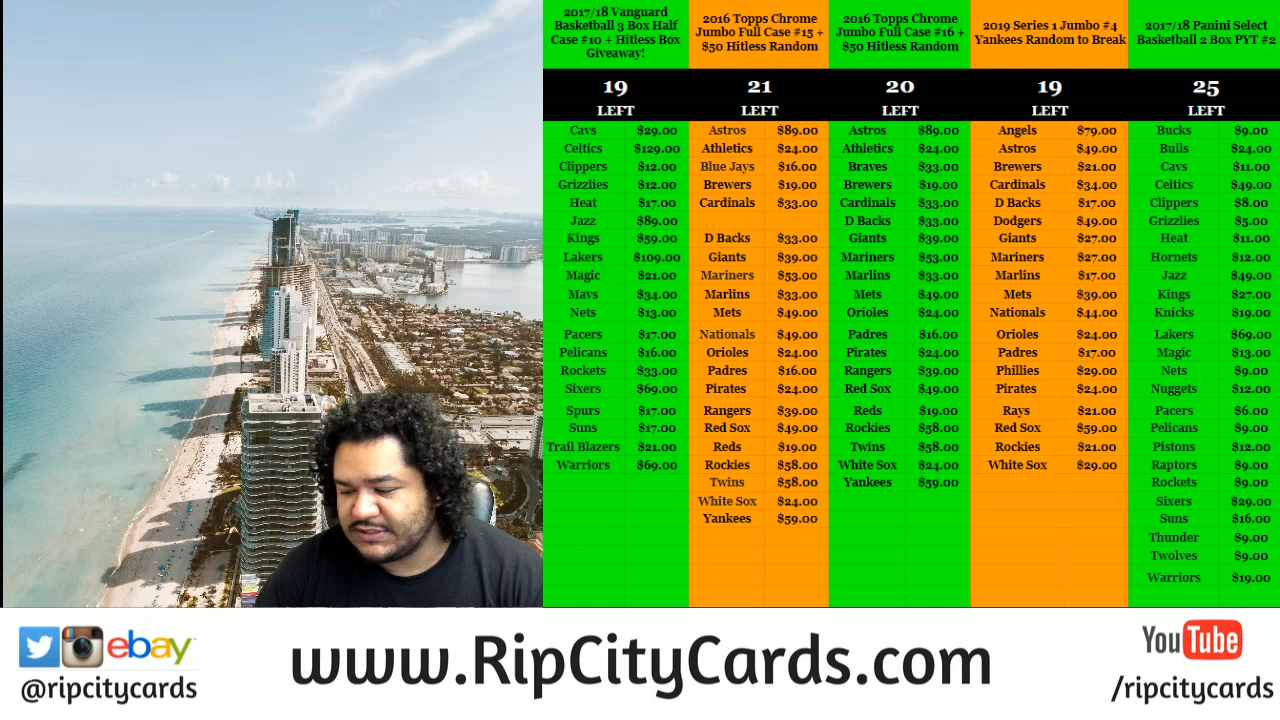 2017/18 Vanguard
Basketball 3 Box Half
Case #10 + Hitless Box
Giveaway!
19
LEFT
Cavs $29.00
Celtics $129.00
Clippers $12.00
Grizzlies $12.00
Heat $17.00
Jazz $89.00
Kings $59.00
Lakers $109.00
Magic $21.00
Mavs $34.00
Nets $13.00
Pacers $17.00
Pelicans $16.00
Rockets $33.00
Sixers $69.00
Spurs $17.00
Suns $17.00
Trail Blazers $21.00
Warriors $69.00
2016 Topps Chrome
Jumbo Full Case #15 +
$50 Hitless Random
21
LEFT
Astros $89.00
Athletics $24.00
Blue Jays $16.00
Brewers $19.00
Cardinals $33.00
D Backs $33.00
Giants $39.00
Mariners $53.00
Marlins $33.00
Mets $49.00
Nationals $49.00
Orioles $24.00
Padres $16.00
Pirates $24.00
Rangers $39.00
Red Sox $49.00
Reds $19.00
Rockies $58.00
Twins $58.00
White Sox $24.00
Yankees $59.00
2016 Topps Chrome
Jumbo Full Case #16 +
$50 Hitless Random
20
LEFT
Astros $89.00
Athletics $24.00
Braves $33.00
Brewers $19.00
Cardinals $33.00
D Backs $33.00
Giants $39.00
Mariners $53.00
Marlins $33.00
Mets $49.00
Orioles $24.00
Padres $16.00
Pirates $24.00
Rangers $39.00
Red Sox $49.00
Reds $19.00
Rockies $58.00
Twins $58.00
White Sox $24.00
Yankees $59.00
2019 Series 1 Jumbo #4
Yankees Random to Break
19
LEFT
Angels $79.00
Astros $49.00
Brewers $21.00
Cardinals $34.00
D Backs $17.00
Dodgers $49.00
Giants $27.00
Mariners $27.00
Marlins $17.00
Mets $39.00
Nationals $44.00
Orioles $24.00
Padres $17.00
Phillies $29.00
Pirates $24.00
Rays $21.00
Red Sox $59.00
Rockies $21.00
White Sox $29.00
2017/18 Panini Select
Basketball 2 Box PYT #2
25
LEFT
Bucks $9.00
Bulls $24.00
Cavs $11.00
Celtics $49.00
Clippers $8.00
Grizzlies $5.00
Heat $11.00
Hornets $12.00
Jazz $49.00
Kings $27.00
Knicks $19.00
Lakers $69.00
Magic $13.00
Nets $9.00
Nuggets $12.00
Pacers $6.00
Pelicans $9.00
Pistons $12.00
Raptors $9.00
Rockets $9.00
Sixers $29.00
Suns $16.00
Thunder $9.00
Twolves $9.00
Warriors $19.00
ebay
@ripcitycards
www.RipCityCards.com
YouTube
/ripcitycards